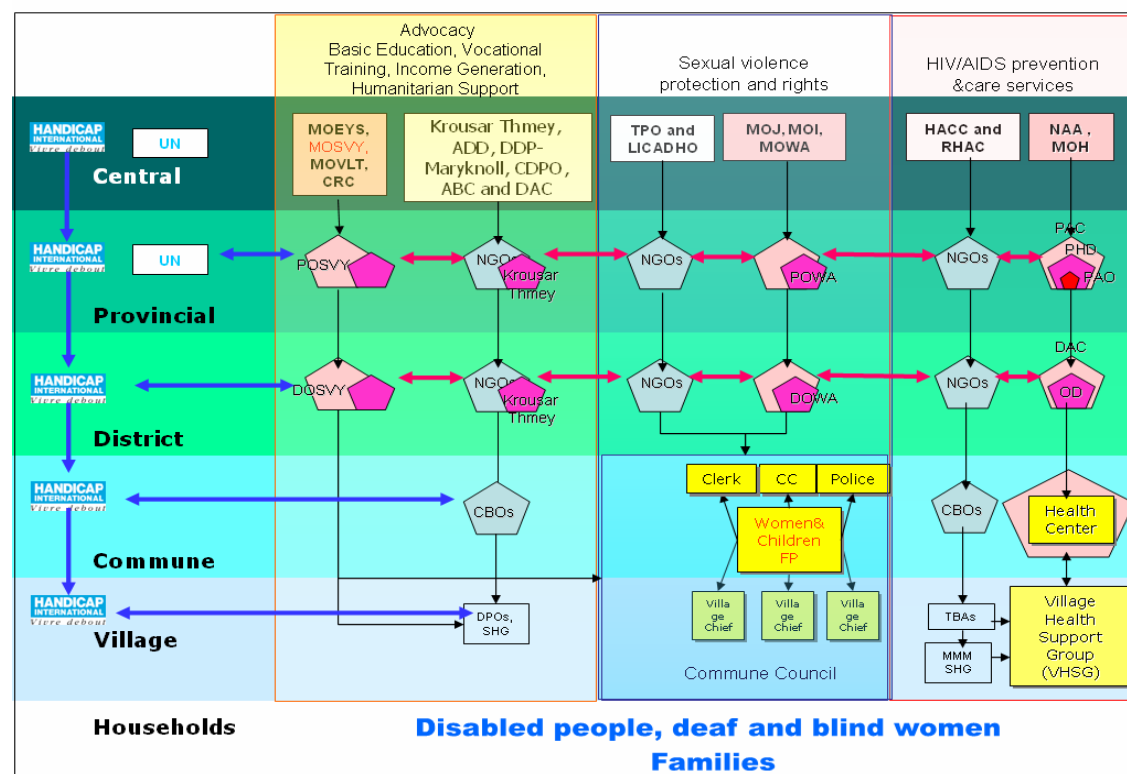 Advocacy
Basic Education, Vocational
Training, Income Generation,
Humanitarian Support
Sexual violence
protection and rights
HIV/AIDS prevention
&care services
HANDICAP
INTERNATIONAL
Vivre debout
UN
Central
MOEYS,
MOSVY,
MOVLT,
CRC
Krousar Thmey,
ADD, DDP-
Maryknoll, CDPO,
ABC and DAC
TPO and
LICADHO
MOJ, MOI,
MOWA
HACC and
RHAC
NAA ,
MOH
HANDICAP
INTERNATIONAL
Vivre debout
UN
Provincial
POSVY
NGOs
Krousar
Thmey
NGOs
POWA
NGOs
PAC
PHD
PAO
HANDICAP
INTERNATIONAL
Vivre debout
District
DOSVY
NGOs
Krousar
Thmey
NGOs
DOWA
NGOs
DAC
OD
HANDICAP
INTERNATIONAL
Vivre debout
Commune
CBOs
Clerk
CC
Police
Women&
Children
FP
CBOs
Health
Center
HANDICAP
INTERNATIONAL
Vivre debout
Village
DPOs,
SHG
Villa
ge
Chief
Villa
ge
Chief
Villa
ge
Chief
Commune Council
TBAs
MMM
SHG
Village
Health
Support
Group
(VHSG)
Households
Disabled people, deaf and blind women
Families